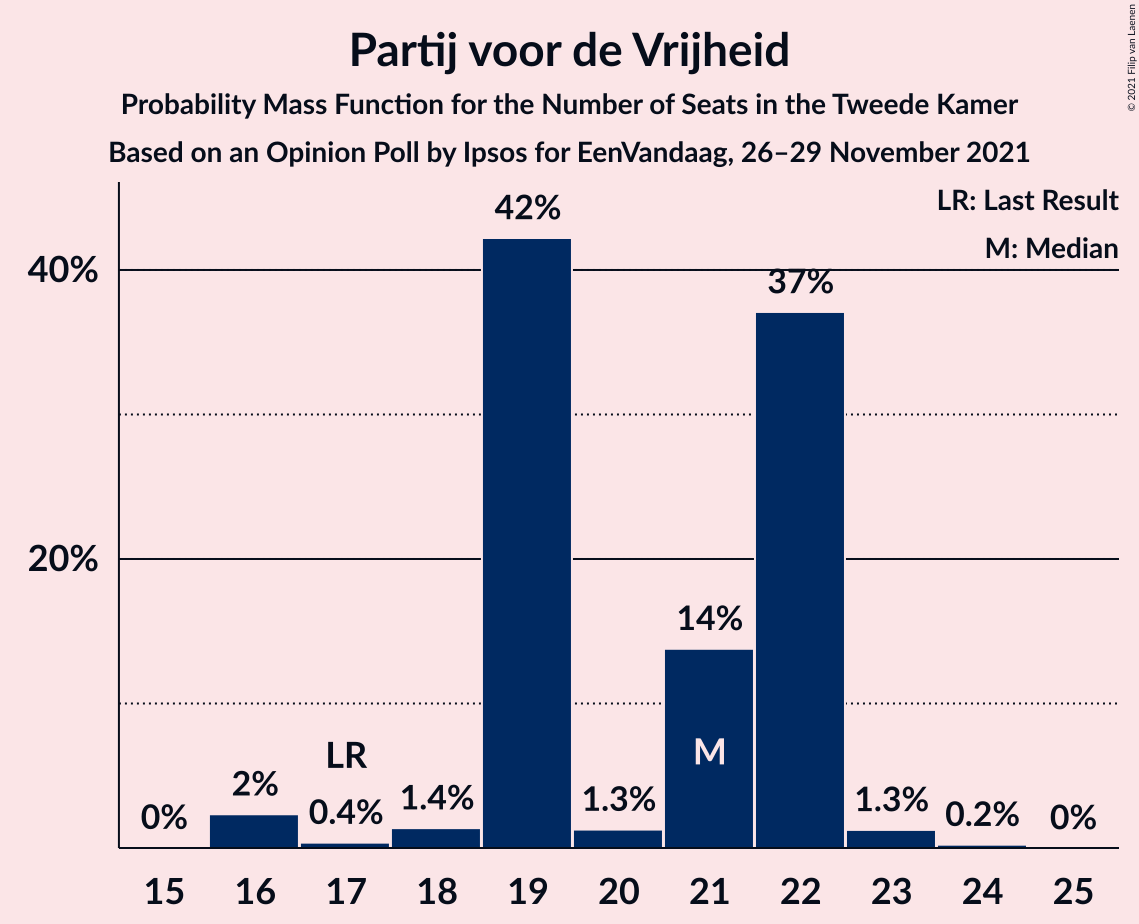 Partij voor de Vrijheid
Probability Mass Function for the Number of Seats in the Tweede Kamer
Based on an Opinion Poll by Ipsos for EenVandaag, 26–29 November 2021
© 2021 Filip van Laenen
LR: Last Result
M: Median
42%
40%
37%
20%
14%
M
LR
2%
0%
0.4%
1.4%
1.3%
1.3%
0.2%
0%
15 16 17 18 19 20 21 22 23 24 25